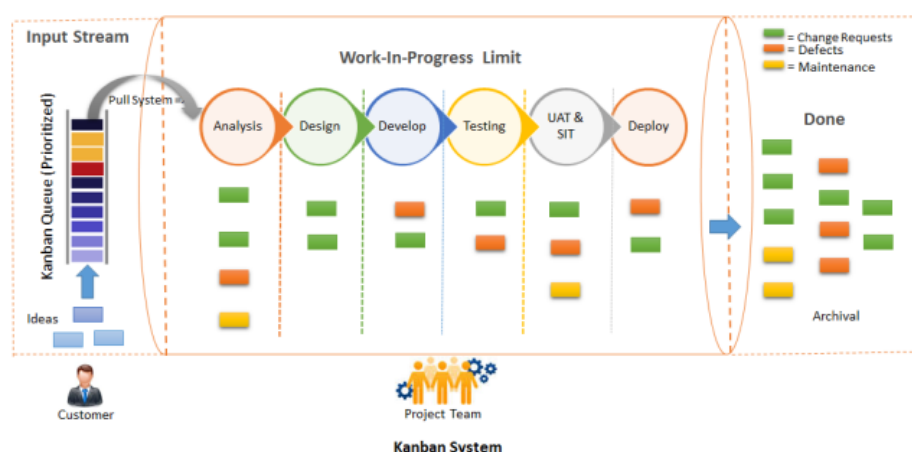 Input Stream
Work-In-Progress Limit
= Change Requests
= Defects
= Maintenance
Pull System =
Kanban Queue (Prioritized)
Analysis
Design
Develop
Testing
UAT &
SIT
Deploy
Done
Ideas
Archival
Customer
Project Team
Kanban System